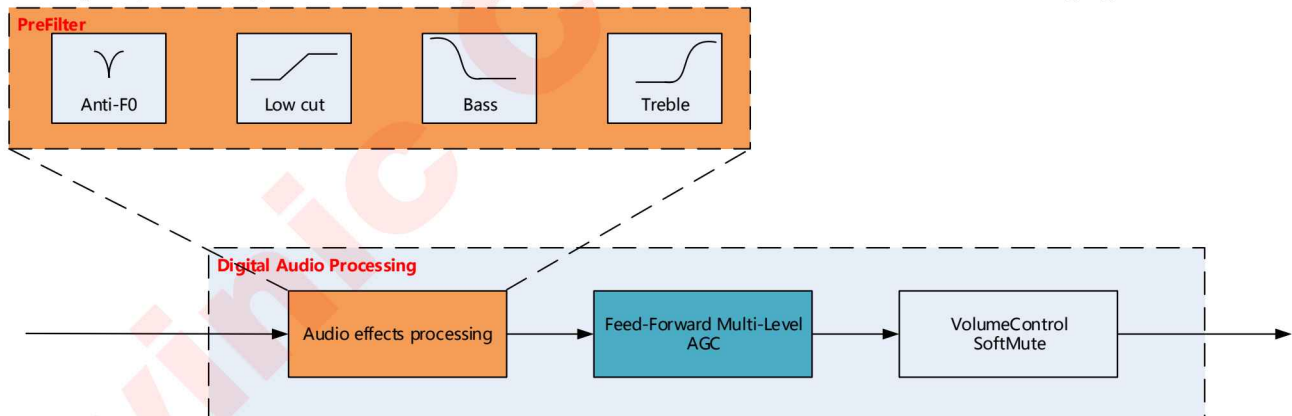 PreFilter
Anti-F0
Low cut
Bass
Treble
Digital Audio Processing
Audio effects processing
Feed-Forward Multi-Level
AGC
VolumeControl
SoftMute